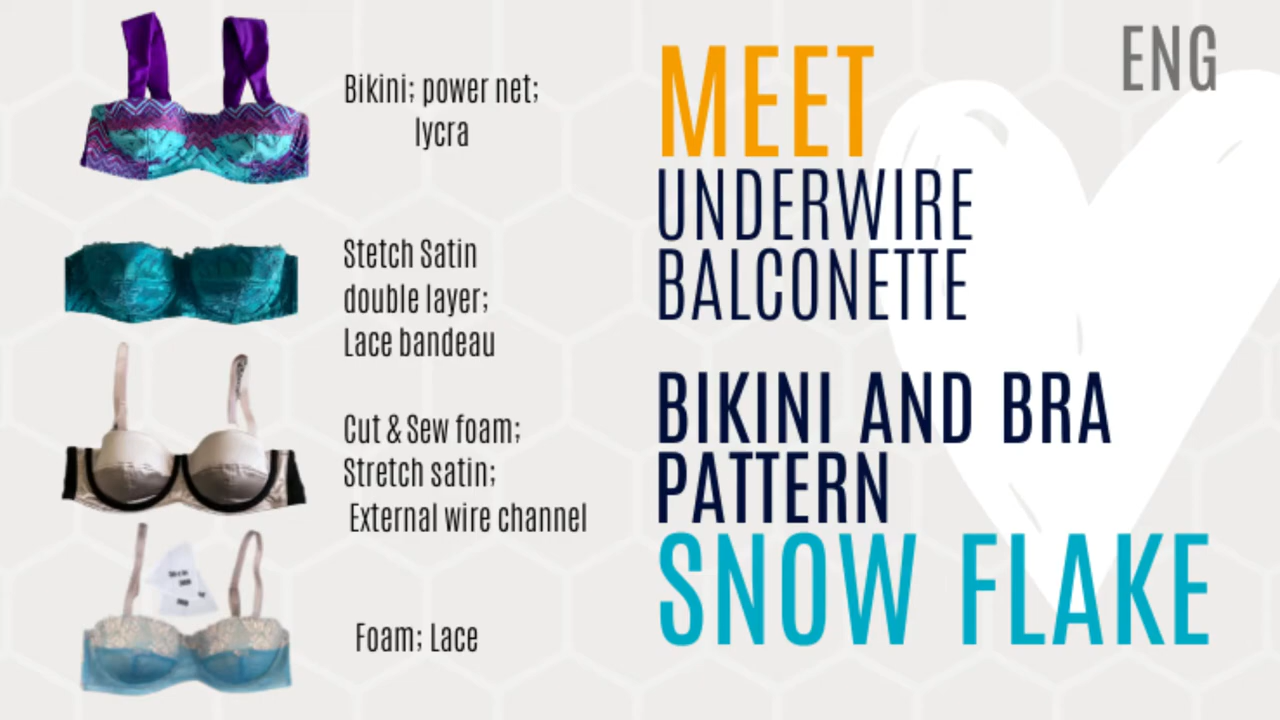 Bikini; power net;
lycra
Stetch Satin
double layer;
Lace bandeau
Cut & Sew foam;
Stretch satin;
External wire channel
Foam; Lace
ENG
MEET
UNDERWIRE
BALCONETTE
BIKINI AND BRA
PATTERN
SNOW FLAKE